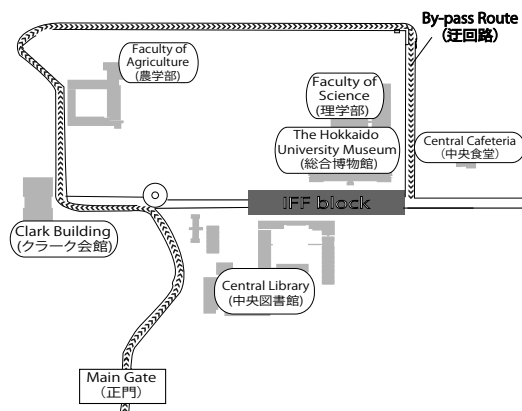 By-pass Route
（迂回路）
Faculty of
Agriculture
（農学部）
Faculty of
Science
(理学部)
The Hokkaido
University Museum
(総合博物館)
Central Cafeteria
（中央食堂）
IFF block
Clark Building
(クラーク会館)
Central Library
(中央図書館)
Main Gate
（正門）